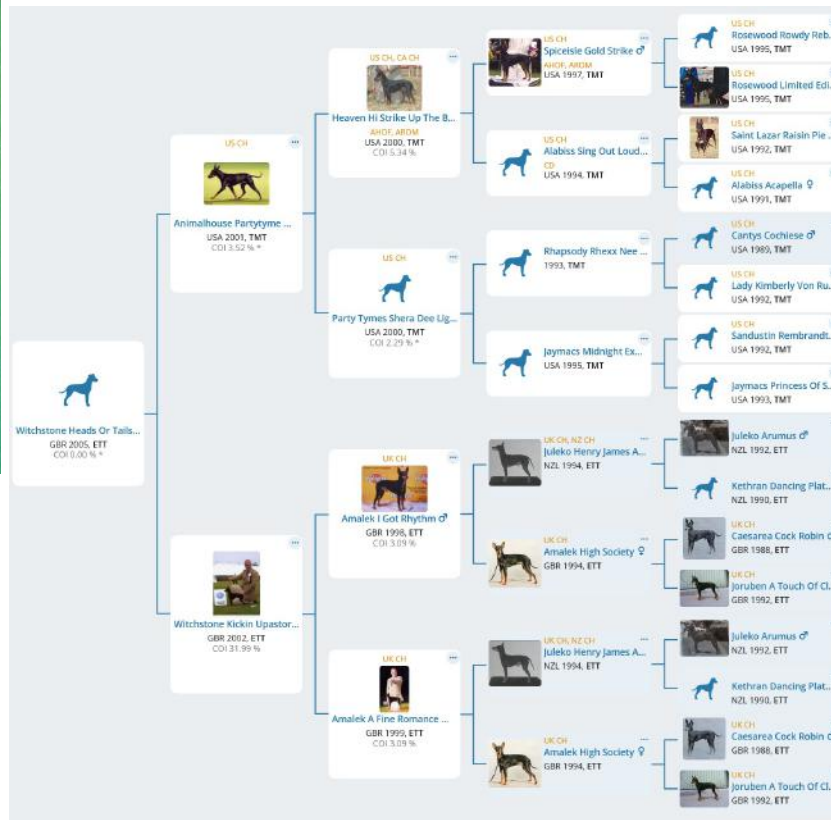 Witchstone Heads Or Tails...
GBR 2005, ETT
COI 0.00 % *
US CH
Animalhouse Partytyme ...
USA 2001, TMT
COI 3.52 % *
Witchstone Kickin Upastor...
GBR 2002, ETT
COI 31.99 %
US CH, CA CH
Heaven Hi Strike Up The B...
AHOF, AROM
USA 2000, TMT
COI 5.34 %
US CH
Party Tymes Shera Dee Lig...
USA 2000, TMT
COI 2.29 % *
UK CH
Amalek I Got Rhythm ♂
GBR 1998, ETT
COI 3.09 %
UK CH
Amalek A Fine Romance ...
GBR 1999, ETT
COI 3.09 %
US CH
Spiceisle Gold Strike ♂
AHOF, AROM
USA 1997, TMT
US CH
Alabiss Sing Out Loud...
CD
USA 1994, TMT
Rhapsody Rhexx Nee ...
1993, TMT
Jaymacs Midnight Ex...
USA 1995, TMT
UK CH, NZ CH
Juleko Henry James A...
NZL 1994, ETT
UK CH
Amalek High Society ♀
GBR 1994, ETT
UK CH, NZ CH
Juleko Henry James A...
NZL 1994, ETT
UK CH
Amalek High Society ♀
GBR 1994, ETT
US CH
Rosewood Rowdy Reb..
USA 1995, TMT
US CH
Rosewood Limited Edi..
USA 1995, TMT
US CH
Saint Lazar Raisin Pie ..
USA 1992, TMT
US CH
Alabiss Acapella ♀
USA 1991, TMT
US CH
Cantys Cochiese ♂
USA 1989, TMT
US CH
Lady Kimberly Von Ru..
USA 1992, TMT
US CH
Sandustin Rembrandt..
USA 1992, TMT
US CH
Jaymacs Princess Of S..
USA 1993, TMT
Juleko Arumus ♂
NZL 1992, ETT
Kethran Dancing Plat..
NZL 1990, ETT
UK CH
Caesarea Cock Robin
GBR 1988, ETT
UK CH
Joruben A Touch Of Cl..
GBR 1992, ETT
Juleko Arumus ♂
NZL 1992, ETT
Kethran Dancing Plat..
NZL 1990, ETT
UK CH
Caesarea Cock Robin
GBR 1988, ETT
UK CH
Joruben A Touch Of Cl..
GBR 1992, ETT